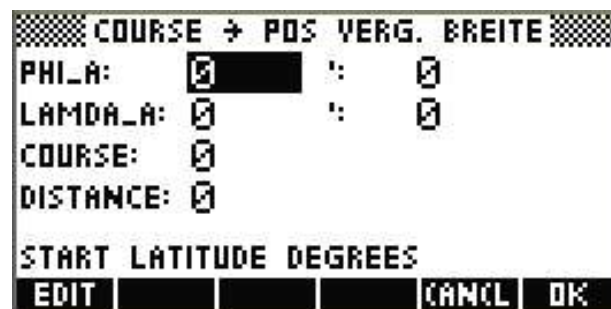 COURSE → POS VERG. BREITE
PHI_A: 0 ': 0
LAMDA_A: 0 ': 0
COURSE: 0
DISTANCE: 0
START LATITUDE DEGREES
EDIT CANCL OK